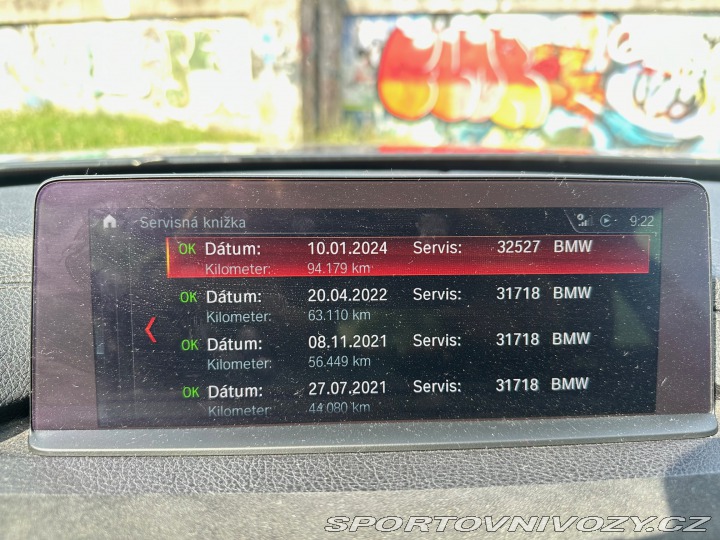 Servisná knižka 9:22
OK Dátum: 10.01.2024 Servis: 32527 BMW
Kilometer: 94.179 km
OK Dátum: 20.04.2022 Servis: 31718 BMW
Kilometer: 63.110 km
OK Dátum: 08.11.2021 Servis: 31718 BMW
Kilometer: 56.449 km
OK Dátum: 27.07.2021 Servis: 31718 BMW
Kilometer: 44.080 km
SPORTOVNIVOZY.CZ